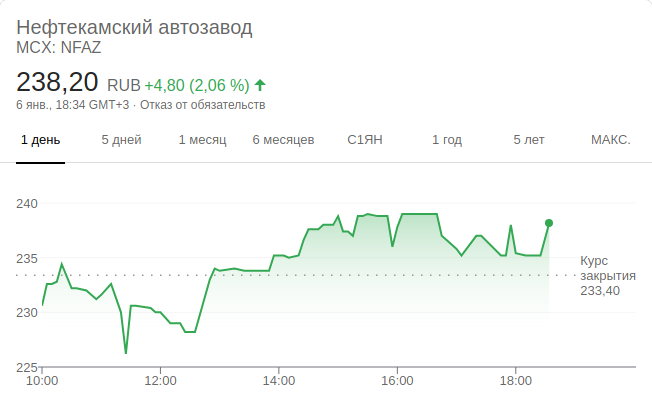 Нефтекамский автозавод
MCX: NFAZ
238,20 RUB +4,80 (2,06 %)
6 янв., 18:34 GMT+3 · Отказ от обязательств
1 день 5 дней 1 месяц 6 месяцев С1ЯН 1 год 5 лет МАКС.
240
235
Курс
закрытия
233,40
230
225
10:00 12:00 14:00 16:00 18:00